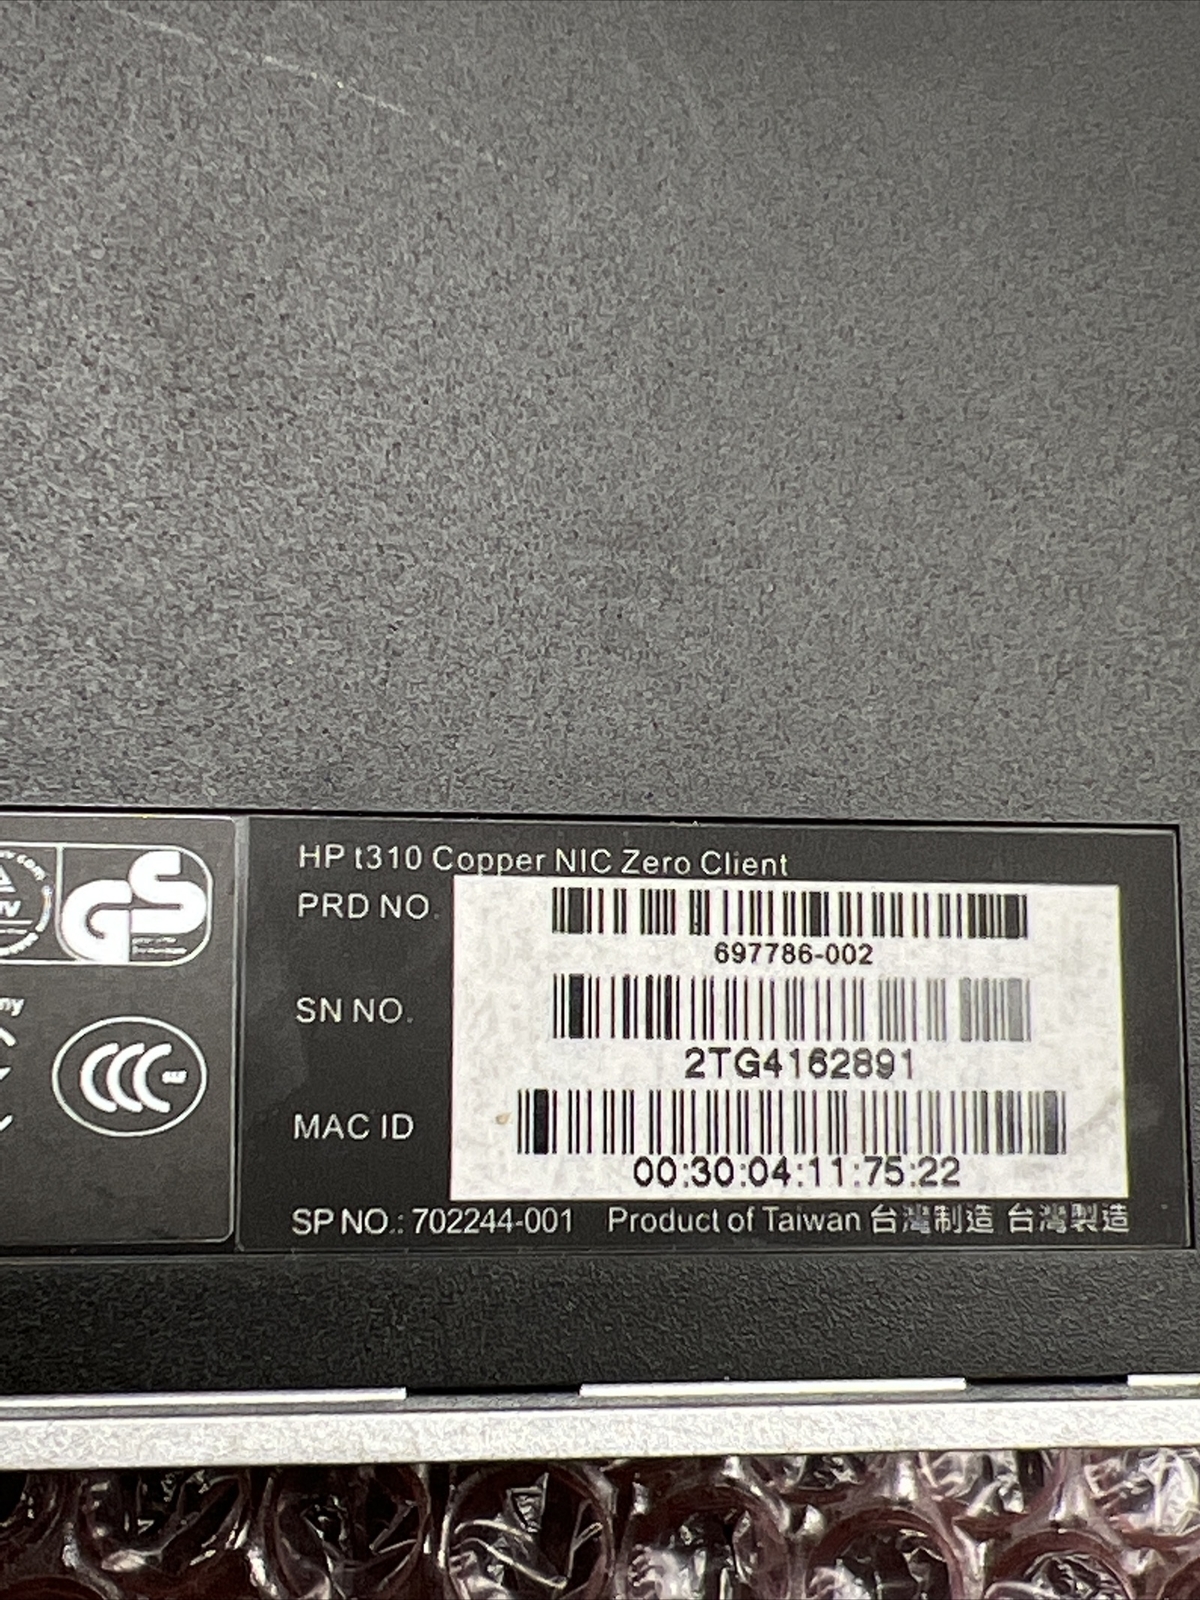 HP t310 Copper NIC Zero Client
PRD NO.
697786-002
SN NO.
2TG4162891
MAC ID
00:30:04:11:75:22
SP NO.: 702244-001 Product of Taiwan 台灣制造 台灣製造
GS
CCC